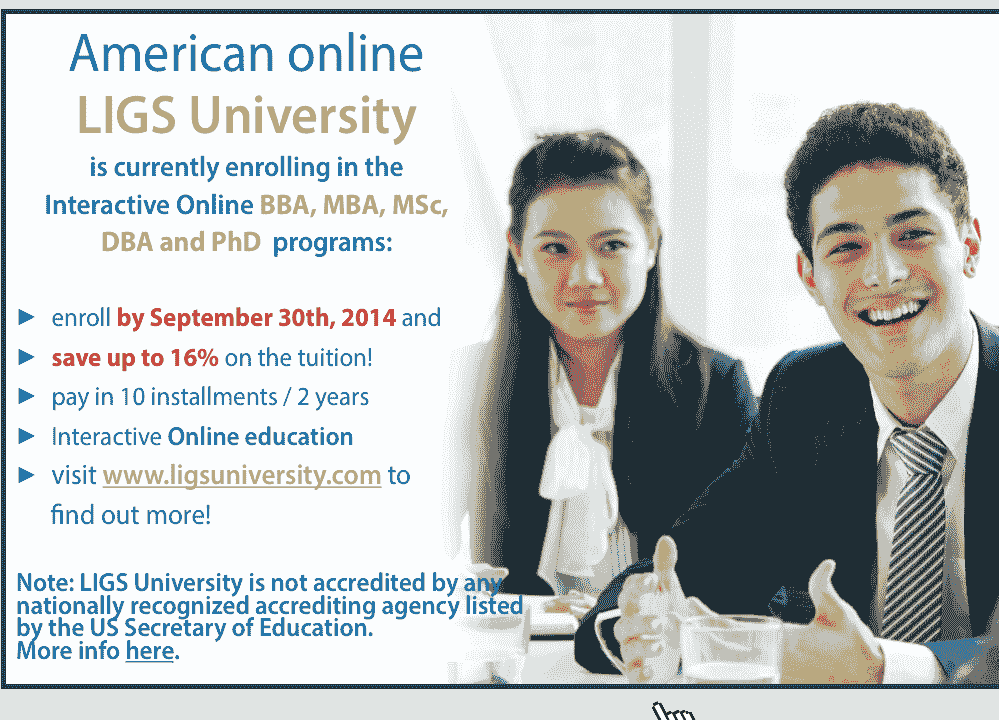 American online
LIGS University
is currently enrolling in the
Interactive Online BBA, MBA, MSc,
DBA and PhD programs:
► enroll by September 30th, 2014 and
► save up to 16% on the tuition!
► pay in 10 installments / 2 years
► Interactive Online education
► visit www.ligsuniversity.com to
find out more!
Note: LIGS University is not accredited by any
nationally recognized accrediting agency listed
by the US Secretary of Education.
More info here.